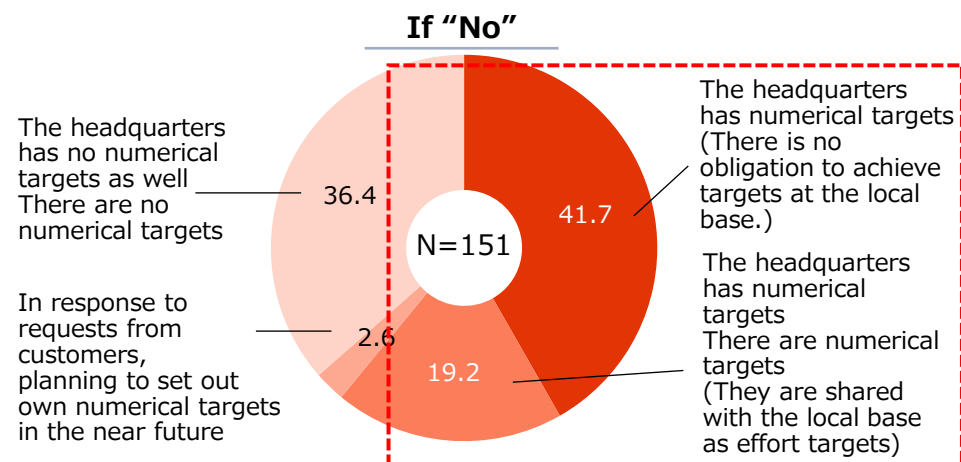 If “No”
The headquarters
has no numerical
targets as well
There are no
numerical targets
36.4
In response to
requests from
customers,
planning to set out
own numerical targets
in the near future
2.6
N=151
41.7
19.2
The headquarters
has numerical targets
(There is no
obligation to achieve
targets at the local
base.)
The headquarters
has numerical
targets
There are numerical
targets
(They are shared
with the local base
as effort targets)